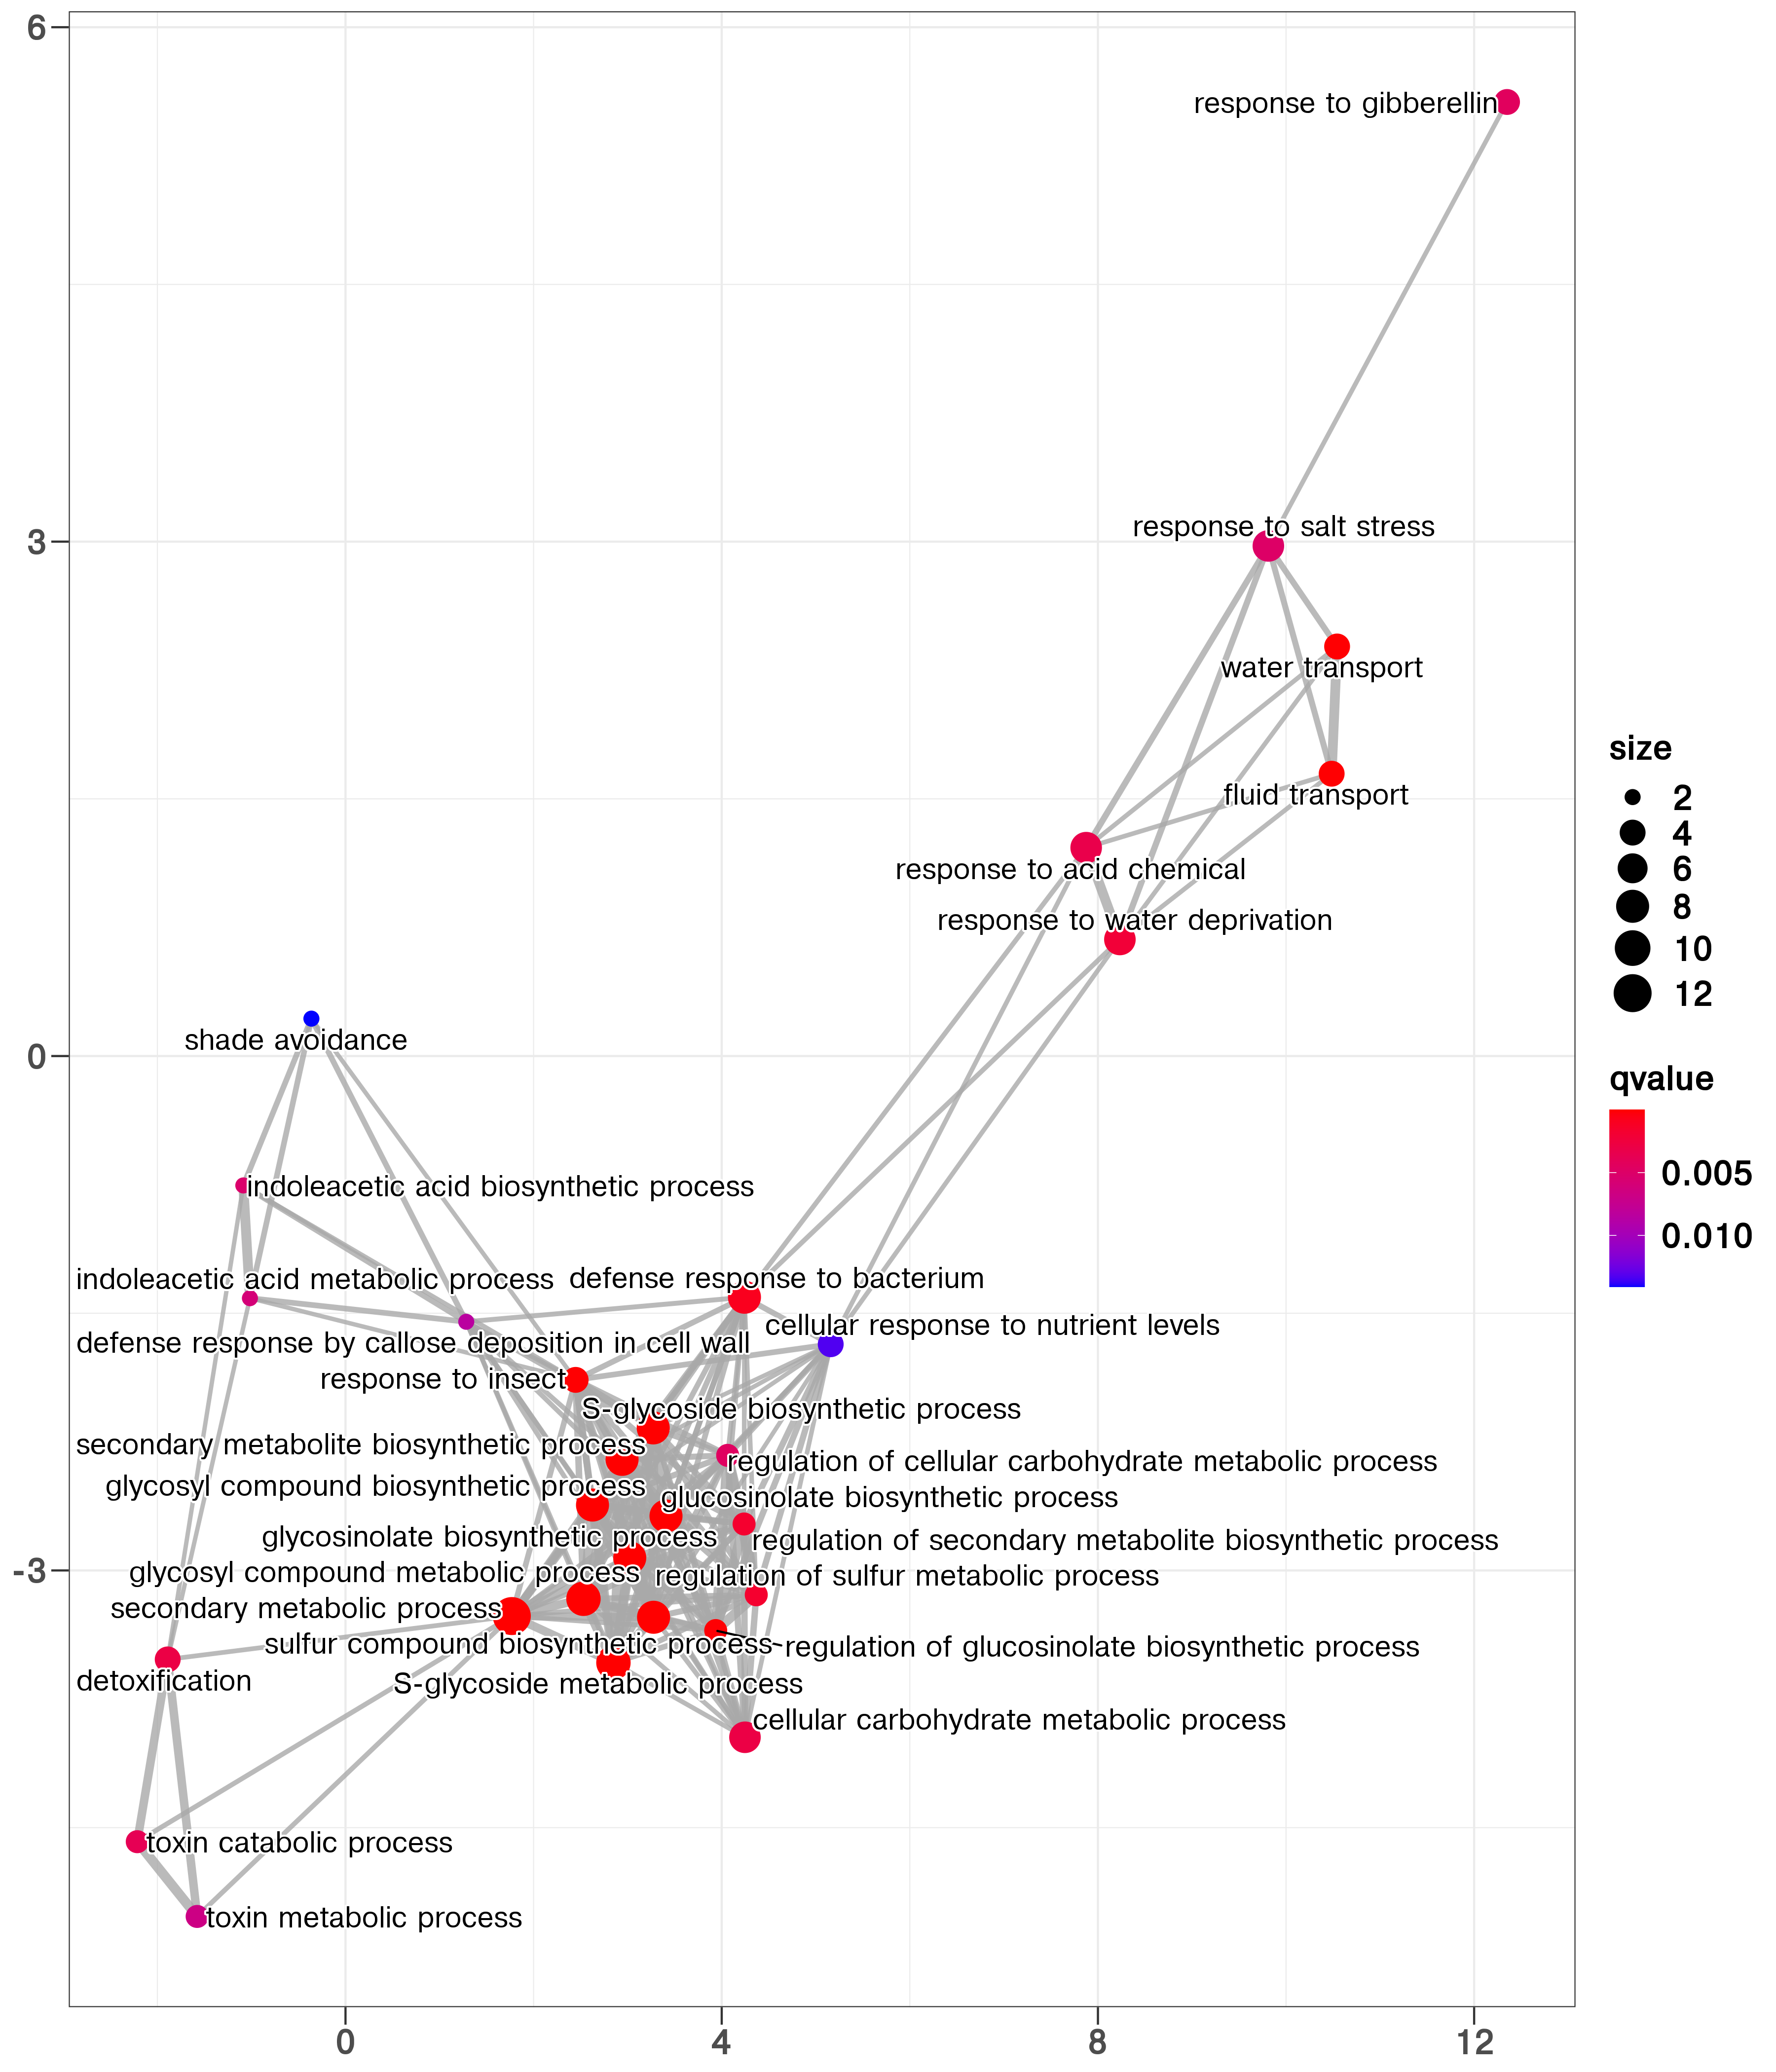 6
response to gibberellin
response to salt stress
3
water transport
size
2
fluid transport
4
response to acid chemical
6
8
response to water deprivation
10
12
shade avoidance
0
qvalue
0.005
indoleacetic acid biosynthetic process
0.010
indoleacetic acid metabolic process
defense response to bacterium
cellular response to nutrient levels
defense response by callose deposition in cell wall
response to insect
S-glycoside biosynthetic process
secondary metabolite biosynthetic process
regulation of cellular carbohydrate metabolic process
glycosyl compound biosynthetic process
glucosinolate biosynthetic process
glycosinolate biosynthetic process
regulation of secondary metabolite biosynthetic process
-3
glycosyl compound metabolic process
regulation of sulfur metabolic process
secondary metabolic process
sulfur compound biosynthetic process
regulation of glucosinolate biosynthetic process
detoxification
S-glycoside metabolic process
cellular carbohydrate metabolic process
toxin catabolic process
toxin metabolic process
0
4
8
12